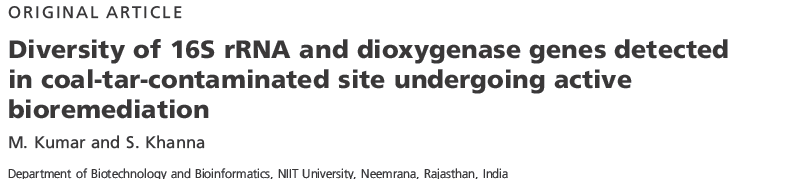 ORIGINAL ARTICLE
Diversity of 16S rRNA and dioxygenase genes detected
in coal-tar-contaminated site undergoing active
bioremediation
M. Kumar and S. Khanna
Department of Biotechnology and Bioinformatics, NIIT University, Neemrana, Rajasthan, India